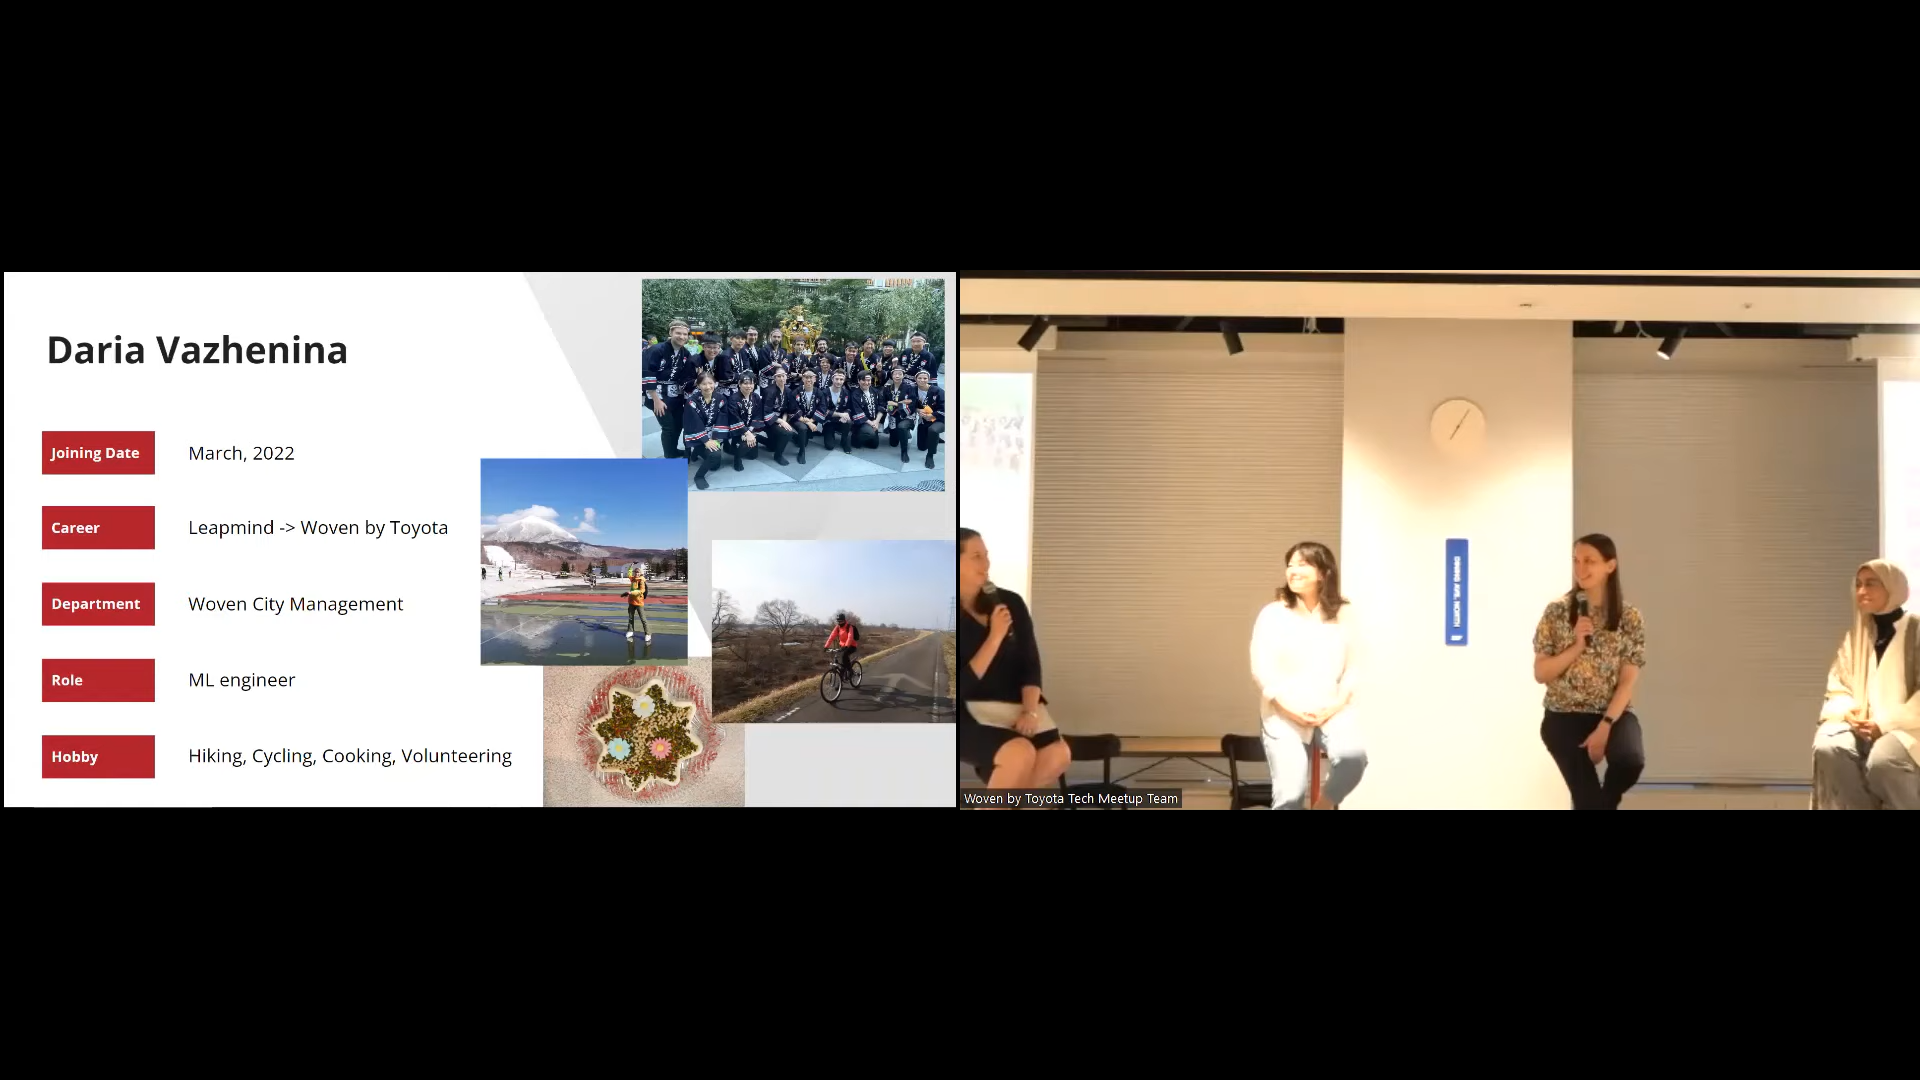 Daria Vazhenina
Joining Date
March, 2022
Career
Leapmind -> Woven by Toyota
Department
Woven City Management
Role
ML engineer
Hobby
Hiking, Cycling, Cooking, Volunteering
Woven by Toyota Tech Meetup Team